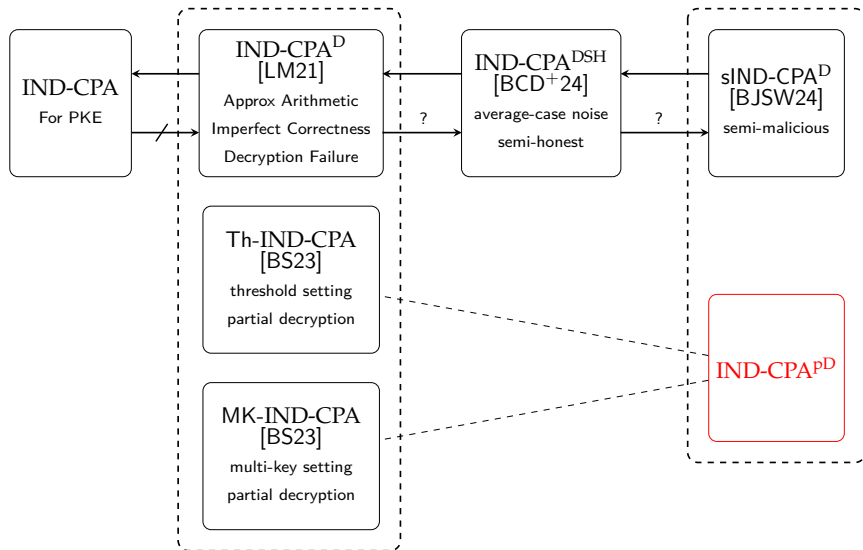 IND-CPA
For PKE
IND-CPA^D
[LM21]
Approx Arithmetic
Imperfect Correctness
Decryption Failure
?
IND-CPA^DSH
[BCD^+24]
average-case noise
semi-honest
?
sIND-CPA^D
[BJSW24]
semi-malicious
Th-IND-CPA
[BS23]
threshold setting
partial decryption
MK-IND-CPA
[BS23]
multi-key setting
partial decryption
IND-CPA^pD